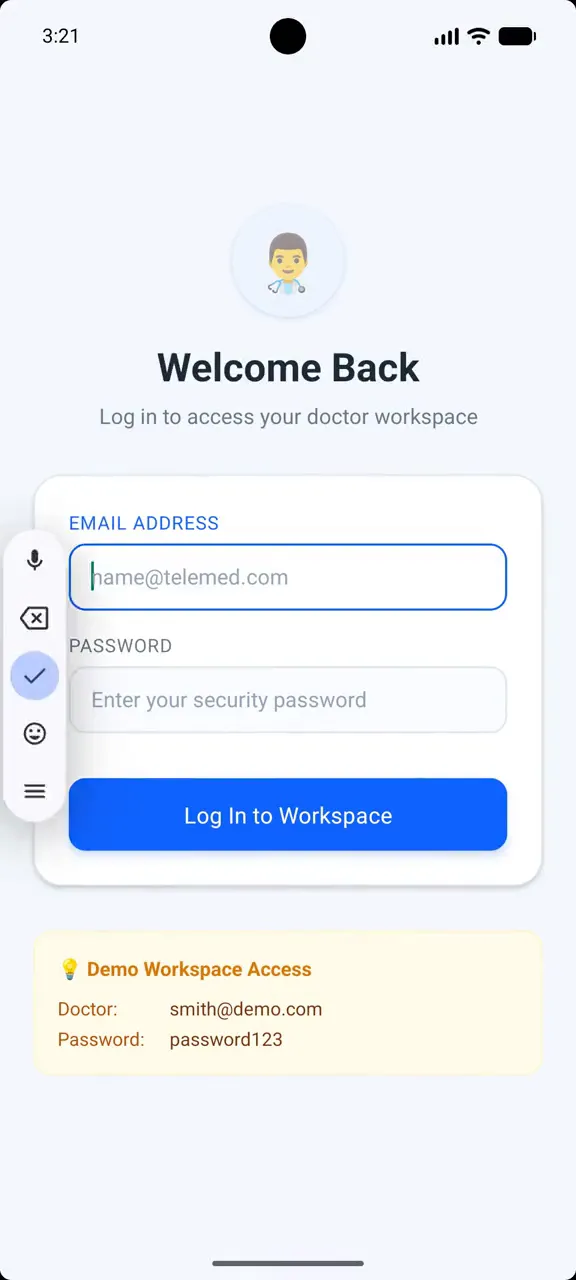 3:21
Welcome Back
Log in to access your doctor workspace
EMAIL ADDRESS
name@telemed.com
PASSWORD
Enter your security password
Log In to Workspace
💡 Demo Workspace Access
Doctor: smith@demo.com
Password: password123